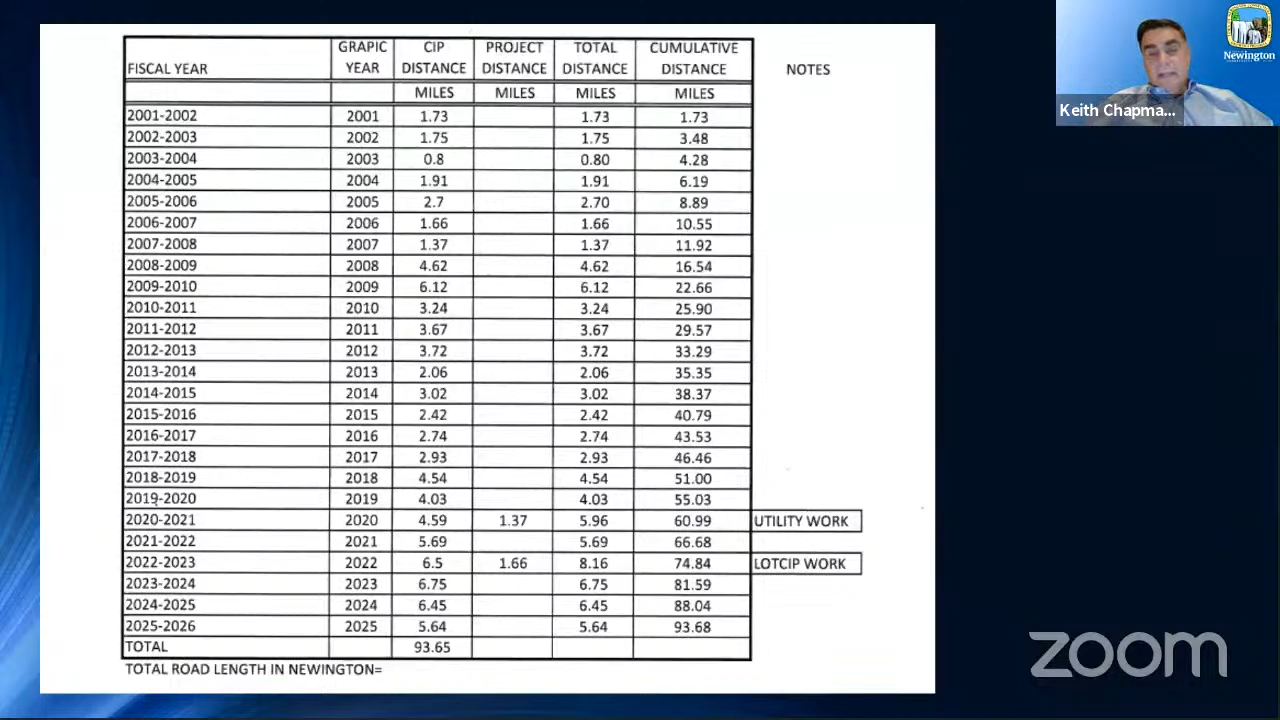 GRAPIC CIP PROJECT TOTAL CUMULATIVE
FISCAL YEAR YEAR DISTANCE DISTANCE DISTANCE DISTANCE NOTES
MILES MILES MILES MILES
2001-2002 2001 1.73 1.73 1.73
2002-2003 2002 1.75 1.75 3.48
2003-2004 2003 0.8 0.80 4.28
2004-2005 2004 1.91 1.91 6.19
2005-2006 2005 2.7 2.70 8.89
2006-2007 2006 1.66 1.66 10.55
2007-2008 2007 1.37 1.37 11.92
2008-2009 2008 4.62 4.62 16.54
2009-2010 2009 6.12 6.12 22.66
2010-2011 2010 3.24 3.24 25.90
2011-2012 2011 3.67 3.67 29.57
2012-2013 2012 3.72 3.72 33.29
2013-2014 2013 2.06 2.06 35.35
2014-2015 2014 3.02 3.02 38.37
2015-2016 2015 2.42 2.42 40.79
2016-2017 2016 2.74 2.74 43.53
2017-2018 2017 2.93 2.93 46.46
2018-2019 2018 4.54 4.54 51.00
2019-2020 2019 4.03 4.03 55.03
2020-2021 2020 4.59 1.37 5.96 60.99 UTILITY WORK
2021-2022 2021 5.69 5.69 66.68
2022-2023 2022 6.5 1.66 8.16 74.84 LOTCIP WORK
2023-2024 2023 6.75 6.75 81.59
2024-2025 2024 6.45 6.45 88.04
2025-2026 2025 5.64 5.64 93.68
TOTAL 93.65
TOTAL ROAD LENGTH IN NEWINGTON=
Newington
Keith Chapma...
zoom